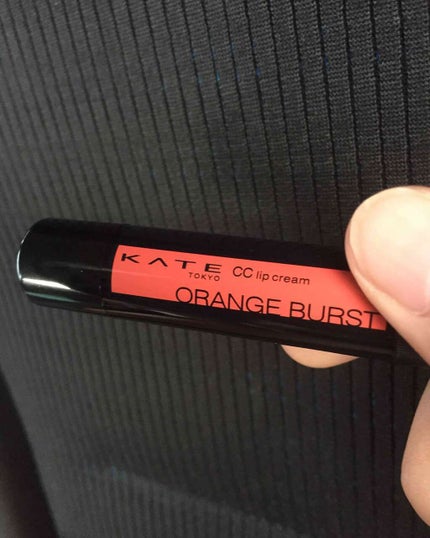 KATE
TOKYO
CC lip cream
ORANGE BURST